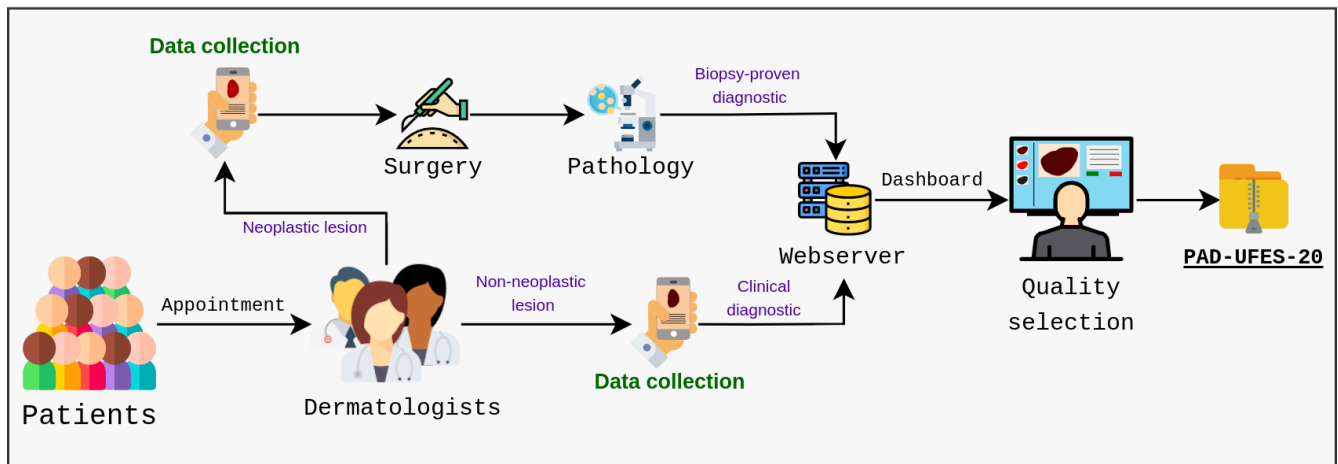 Data collection
Biopsy-proven
diagnostic
Surgery
Pathology
Dashboard
Neoplastic lesion
Webserver
PAD-UFES-20
Appointment
Non-neoplastic
lesion
Clinical
diagnostic
Quality
selection
Data collection
Patients
Dermatologists